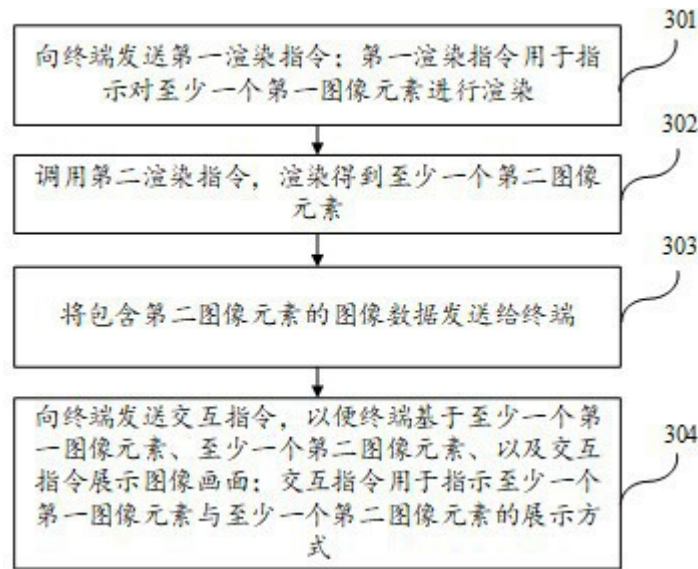 301
向终端发送第一渲染指令；第一渲染指令用于指
示对至少一个第一图像元素进行渲染
302
调用第二渲染指令，渲染得到至少一个第二图像
元素
303
将包含第二图像元素的图像数据发送给终端
304
向终端发送交互指令，以便终端基于至少一个第
一图像元素、至少一个第二图像元素、以及交互
指令展示图像画面；交互指令用于指示至少一个
第一图像元素与至少一个第二图像元素的展示方
式